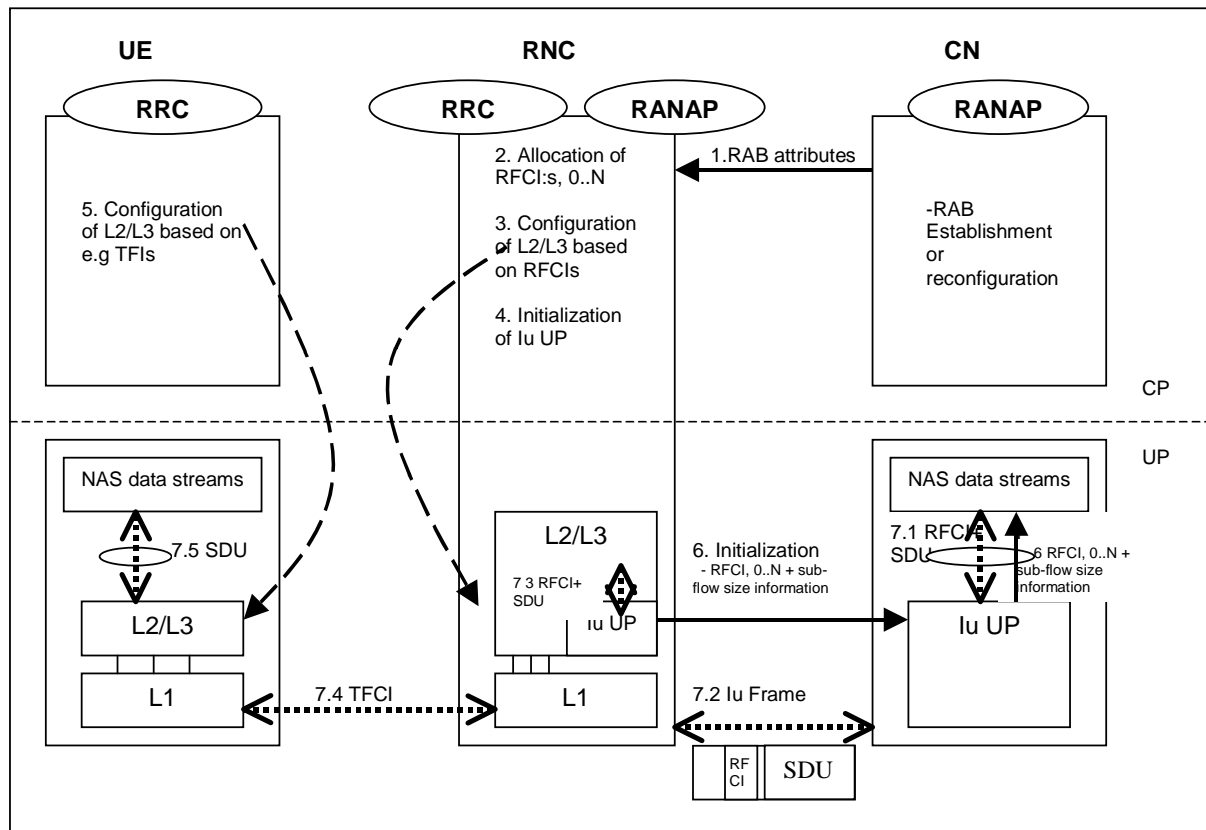 UE
RNC
CN
RRC
RRC
RANAP
RANAP
5. Configuration
of L2/L3 based on
e.g TFIs
2. Allocation of
RFCI:s, 0..N
3. Configuration
of L2/L3 based
on RFCIs
4. Initialization
of Iu UP
1.RAB attributes
-RAB
Establishment
or
reconfiguration
CP
UP
NAS data streams
7.5 SDU
L2/L3
L1
7.4 TFCI
L2/L3
7 3 RFCI+
SDU
Iu UP
L1
6. Initialization
- RFCI, 0..N + sub-
flow size information
7.2 Iu Frame
RF
CI
SDU
NAS data streams
7.1 RFCI+
SDU
6 RFCI, 0..N +
sub-flow size
information
Iu UP